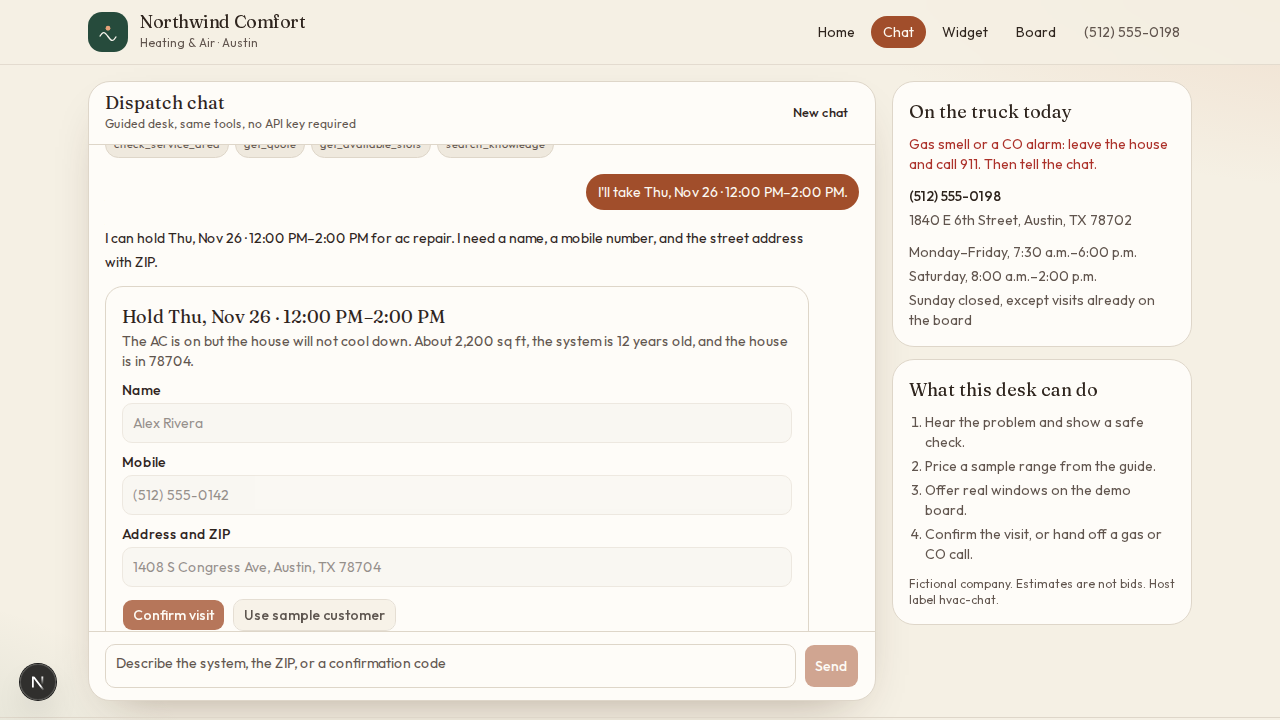 Northwind Comfort
Heating & Air · Austin
Home
Chat
Widget
Board
(512) 555-0198
Dispatch chat
Guided desk, same tools, no API key required
New chat
check_service_area
get_quote
get_available_slots
search_knowledge
I'll take Thu, Nov 26 · 12:00 PM–2:00 PM.
I can hold Thu, Nov 26 · 12:00 PM–2:00 PM for ac repair. I need a name, a mobile number, and the street address
with ZIP.
Hold Thu, Nov 26 · 12:00 PM–2:00 PM
The AC is on but the house will not cool down. About 2,200 sq ft, the system is 12 years old, and the house
is in 78704.
Name
Alex Rivera
Mobile
(512) 555-0142
Address and ZIP
1408 S Congress Ave, Austin, TX 78704
Confirm visit
Use sample customer
Describe the system, the ZIP, or a confirmation code
Send
On the truck today
Gas smell or a CO alarm: leave the house
and call 911. Then tell the chat.
(512) 555-0198
1840 E 6th Street, Austin, TX 78702
Monday–Friday, 7:30 a.m.–6:00 p.m.
Saturday, 8:00 a.m.–2:00 p.m.
Sunday closed, except visits already on
the board
What this desk can do
1. Hear the problem and show a safe
check.
2. Price a sample range from the guide.
3. Offer real windows on the demo
board.
4. Confirm the visit, or hand off a gas or
CO call.
Fictional company. Estimates are not bids. Host
label hvac-chat.
N